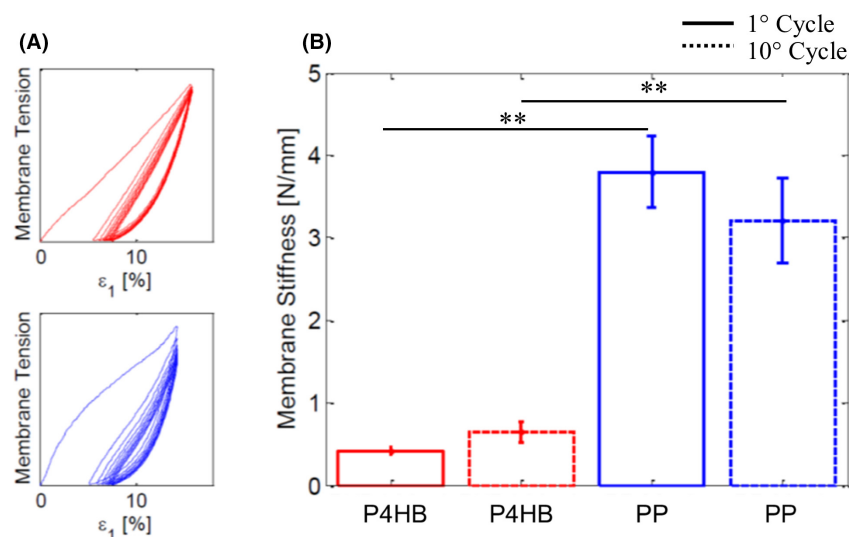 (A)
Membrane Tension
0
10
ε1 [%]
Membrane Tension
0
10
ε1 [%]
(B)
1° Cycle
10° Cycle
Membrane Stiffness [N/mm]
5
4
3
2
1
0
**
**
P4HB
P4HB
PP
PP